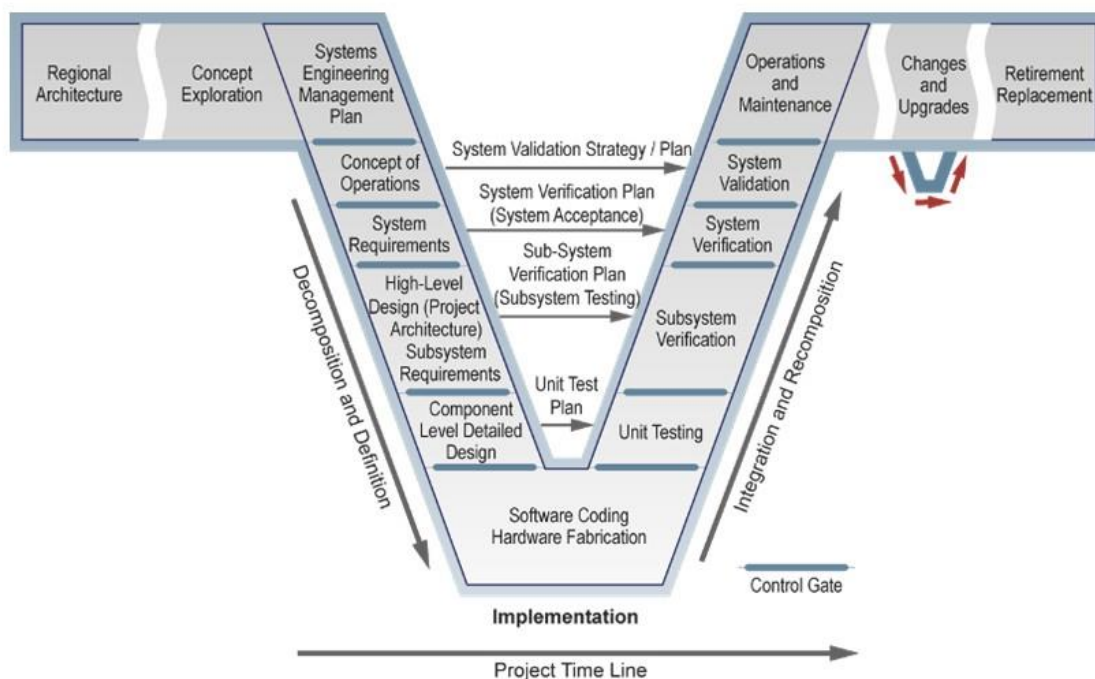 Regional
Architecture
Concept
Exploration
Systems
Engineering
Management
Plan
Operations
and
Maintenance
Changes
and
Upgrades
Retirement
Replacement
Concept of
Operations
System Validation Strategy / Plan
System
Validation
System
Requirements
System Verification Plan
(System Acceptance)
System
Verification
High-Level
Design (Project
Architecture)
Subsystem
Requirements
Sub-System
Verification Plan
(Subsystem Testing)
Subsystem
Verification
Component
Level Detailed
Design
Unit Test
Plan
Unit Testing
Decomposition and Definition
Integration and Recomposition
Software Coding
Hardware Fabrication
Control Gate
Implementation
Project Time Line